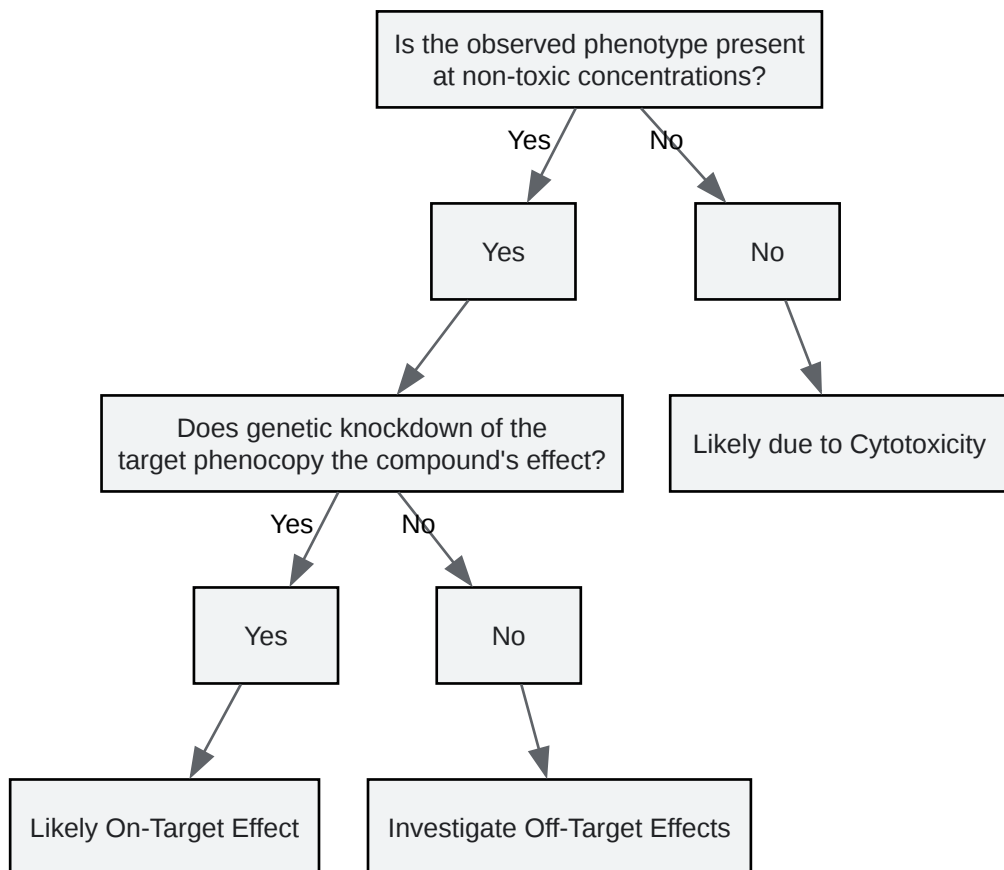 Is the observed phenotype present
at non-toxic concentrations?
Yes
No
Yes
No
Does genetic knockdown of the
target phenocopy the compound's effect?
Likely due to Cytotoxicity
Yes
No
Yes
No
Likely On-Target Effect
Investigate Off-Target Effects